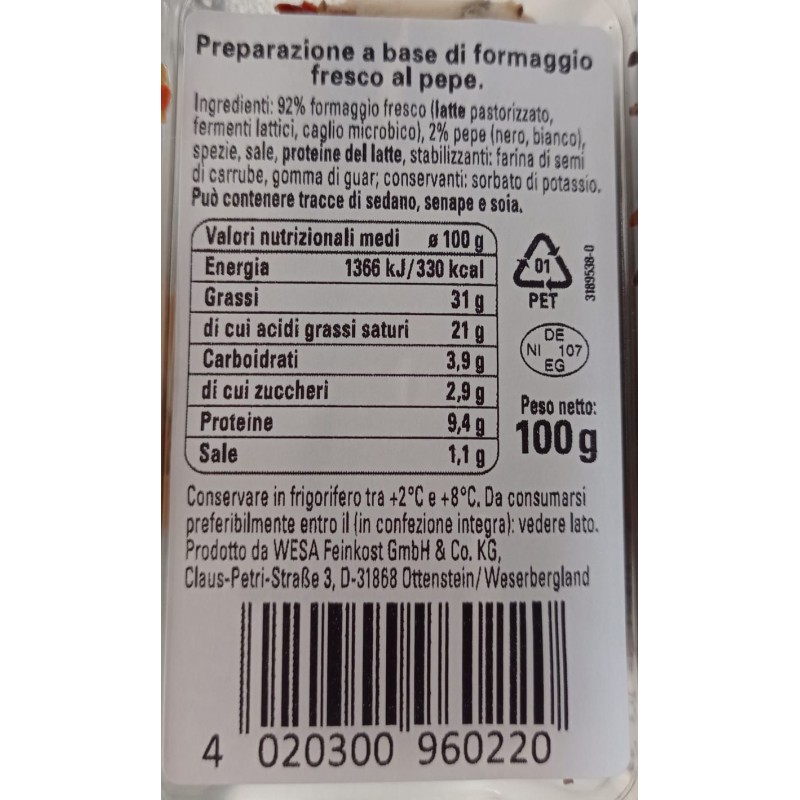 Preparazione a base di formaggio
fresco al pepe.
Ingredienti: 92% formaggio fresco (latte pastorizzato,
fermenti lattici, caglio microbico), 2% pepe (nero, bianco),
spezie, sale, proteine del latte, stabilizzanti: farina di semi
di carrube, gomma di guar; conservanti: sorbato di potassio.
Può contenere tracce di sedano, senape e soia.
Valori nutrizionali medi ø 100 g
Energia 1366 kJ/330 kcal
Grassi 31 g
di cui acidi grassi saturi 21 g
Carboidrati 3,9 g
di cui zuccheri 2,9 g
Proteine 9,4 g
Sale 1,1 g
01
PET
3189538-0
DE
NI 107
EG
Peso netto:
100 g
Conservare in frigorifero tra +2°C e +8°C. Da consumarsi
preferibilmente entro il (in confezione integra): vedere lato.
Prodotto da WESA Feinkost GmbH & Co. KG,
Claus-Petri-Straße 3, D-31868 Ottenstein/Weserbergland
4 020300 960220